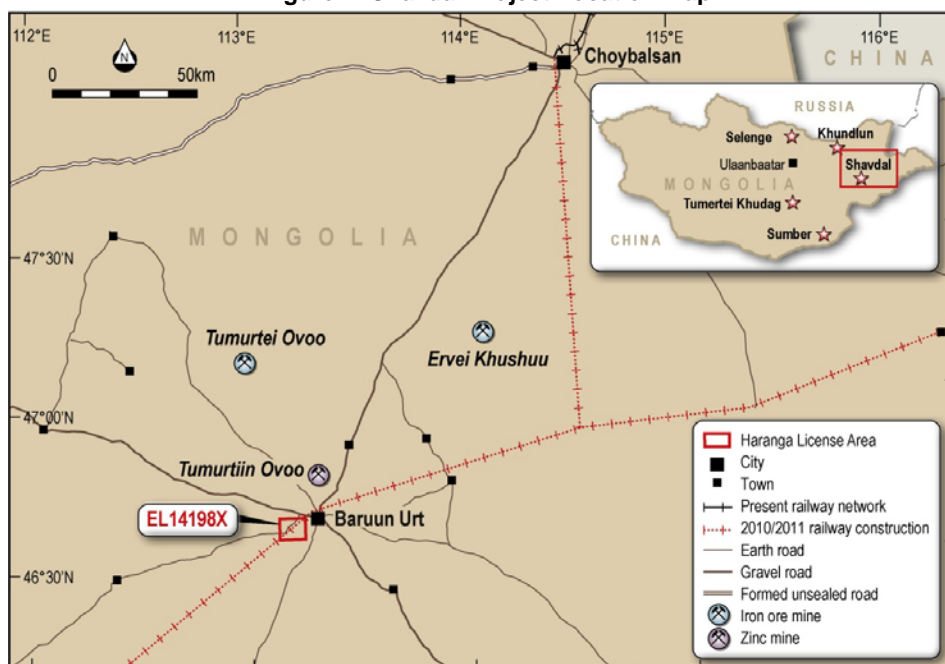 112°E
113°E
114°E
115°E
116°E
N
0 50km
Choybalsan
CHINA
RUSSIA
Selenge
Khundlun
Ulaanbaatar
Shavdal
MONGOLIA
Tumertei Khudag
CHINA
Sumber
MONGOLIA
47°30'N
Tumurtei Ovoo
Ervei Khushuu
47°00'N
Tumurtiin Ovoo
EL14198X
Baruun Urt
46°30'N
Haranga License Area
City
Town
Present railway network
2010/2011 railway construction
Earth road
Gravel road
Formed unsealed road
Iron ore mine
Zinc mine